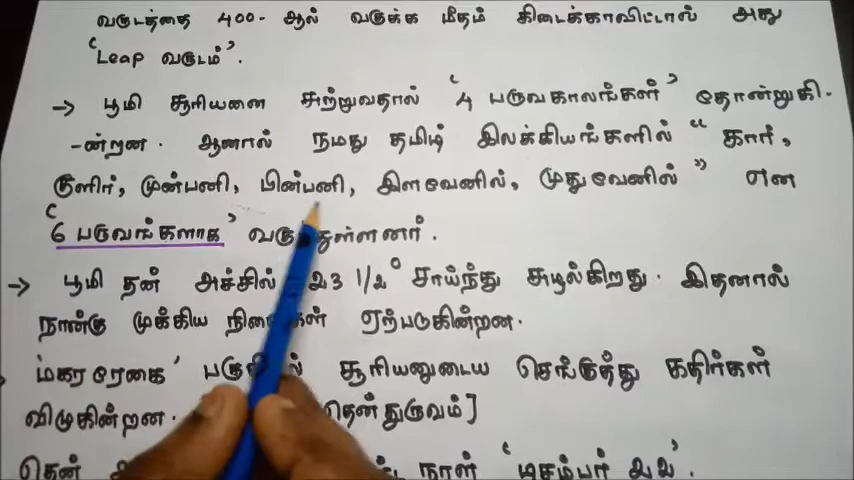 வருடத்தை 400- ஆல் வகுக்க மீதம் கிடைக்காவிட்டால் அது
'Leap வருடம்'.
→ பூமி சூரியனை சுற்றுவதால் '4 பருவகாலங்கள்' தோன்றுகி-
-ன்றன. ஆனால் நமது தமிழ் இலக்கியங்களில் "கார்,
குளிர், முன்பனி, பின்பனி, இளவேனில், முதுவேனில்" என
'6 பருவங்களாக' வகுத்துள்ளனர்.
→ பூமி தன் அச்சில் 23 1/2° சாய்ந்து சுழல்கிறது. இதனால்
நான்கு முக்கிய நிலைகள் ஏற்படுகின்றன.
மகரரேகை' பகுதியில் சூரியனுடைய செங்குத்து கதிர்கள்
விழுகின்றன. தென்துருவம்]
தென் நாள் 'டிசம்பர் 22'.